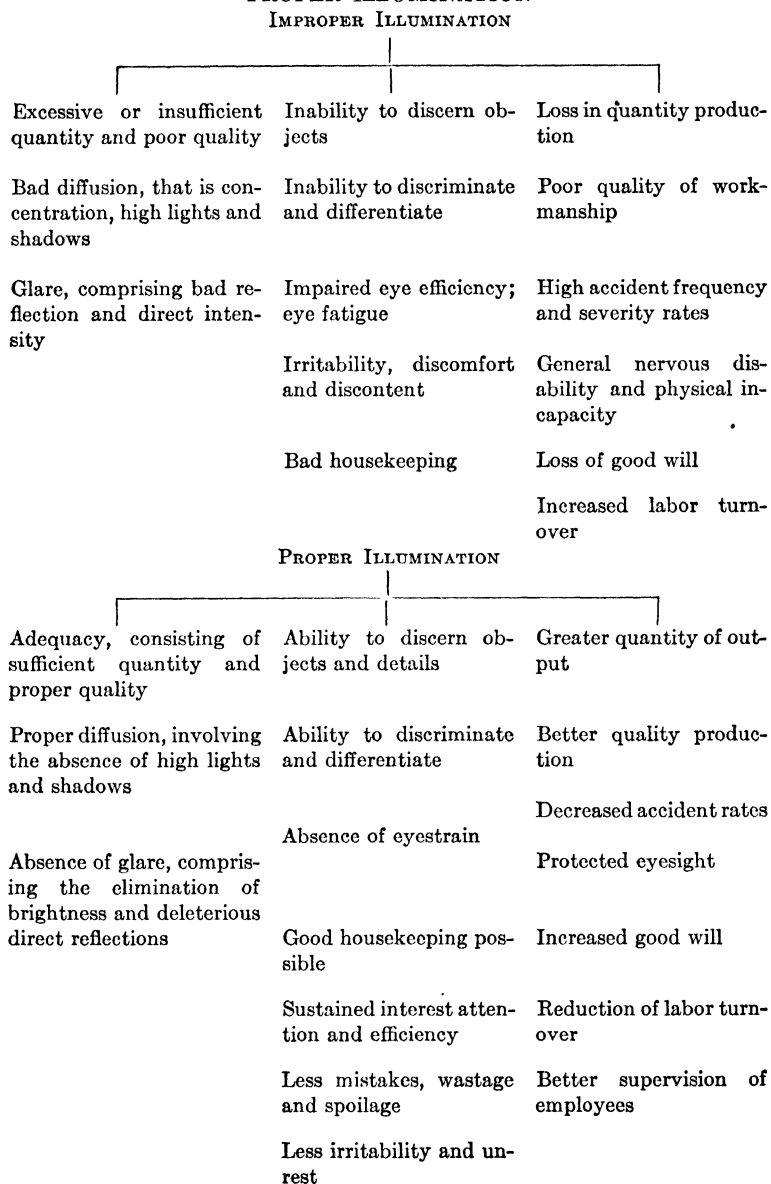 IMPROPER ILLUMINATION
Excessive or insufficient
quantity and poor quality
Bad diffusion, that is con-
centration, high lights and
shadows
Glare, comprising bad re-
flection and direct inten-
sity
Inability to discern ob-
jects
Inability to discriminate
and differentiate
Impaired eye efficiency;
eye fatigue
Irritability, discomfort
and discontent
Bad housekeeping
Loss in quantity produc-
tion
Poor quality of work-
manship
High accident frequency
and severity rates
General nervous dis-
ability and physical in-
capacity
Loss of good will
Increased labor turn-
over
PROPER ILLUMINATION
Adequacy, consisting of
sufficient quantity and
proper quality
Proper diffusion, involving
the absence of high lights
and shadows
Absence of glare, compris-
ing the elimination of
brightness and deleterious
direct reflections
Ability to discern ob-
jects and details
Ability to discriminate
and differentiate
Absence of eyestrain
Good housekeeping pos-
sible
Sustained interest atten-
tion and efficiency
Less mistakes, wastage
and spoilage
Less irritability and un-
rest
Greater quantity of out-
put
Better quality produc-
tion
Decreased accident rates
Protected eyesight
Increased good will
Reduction of labor turn-
over
Better supervision of
employees